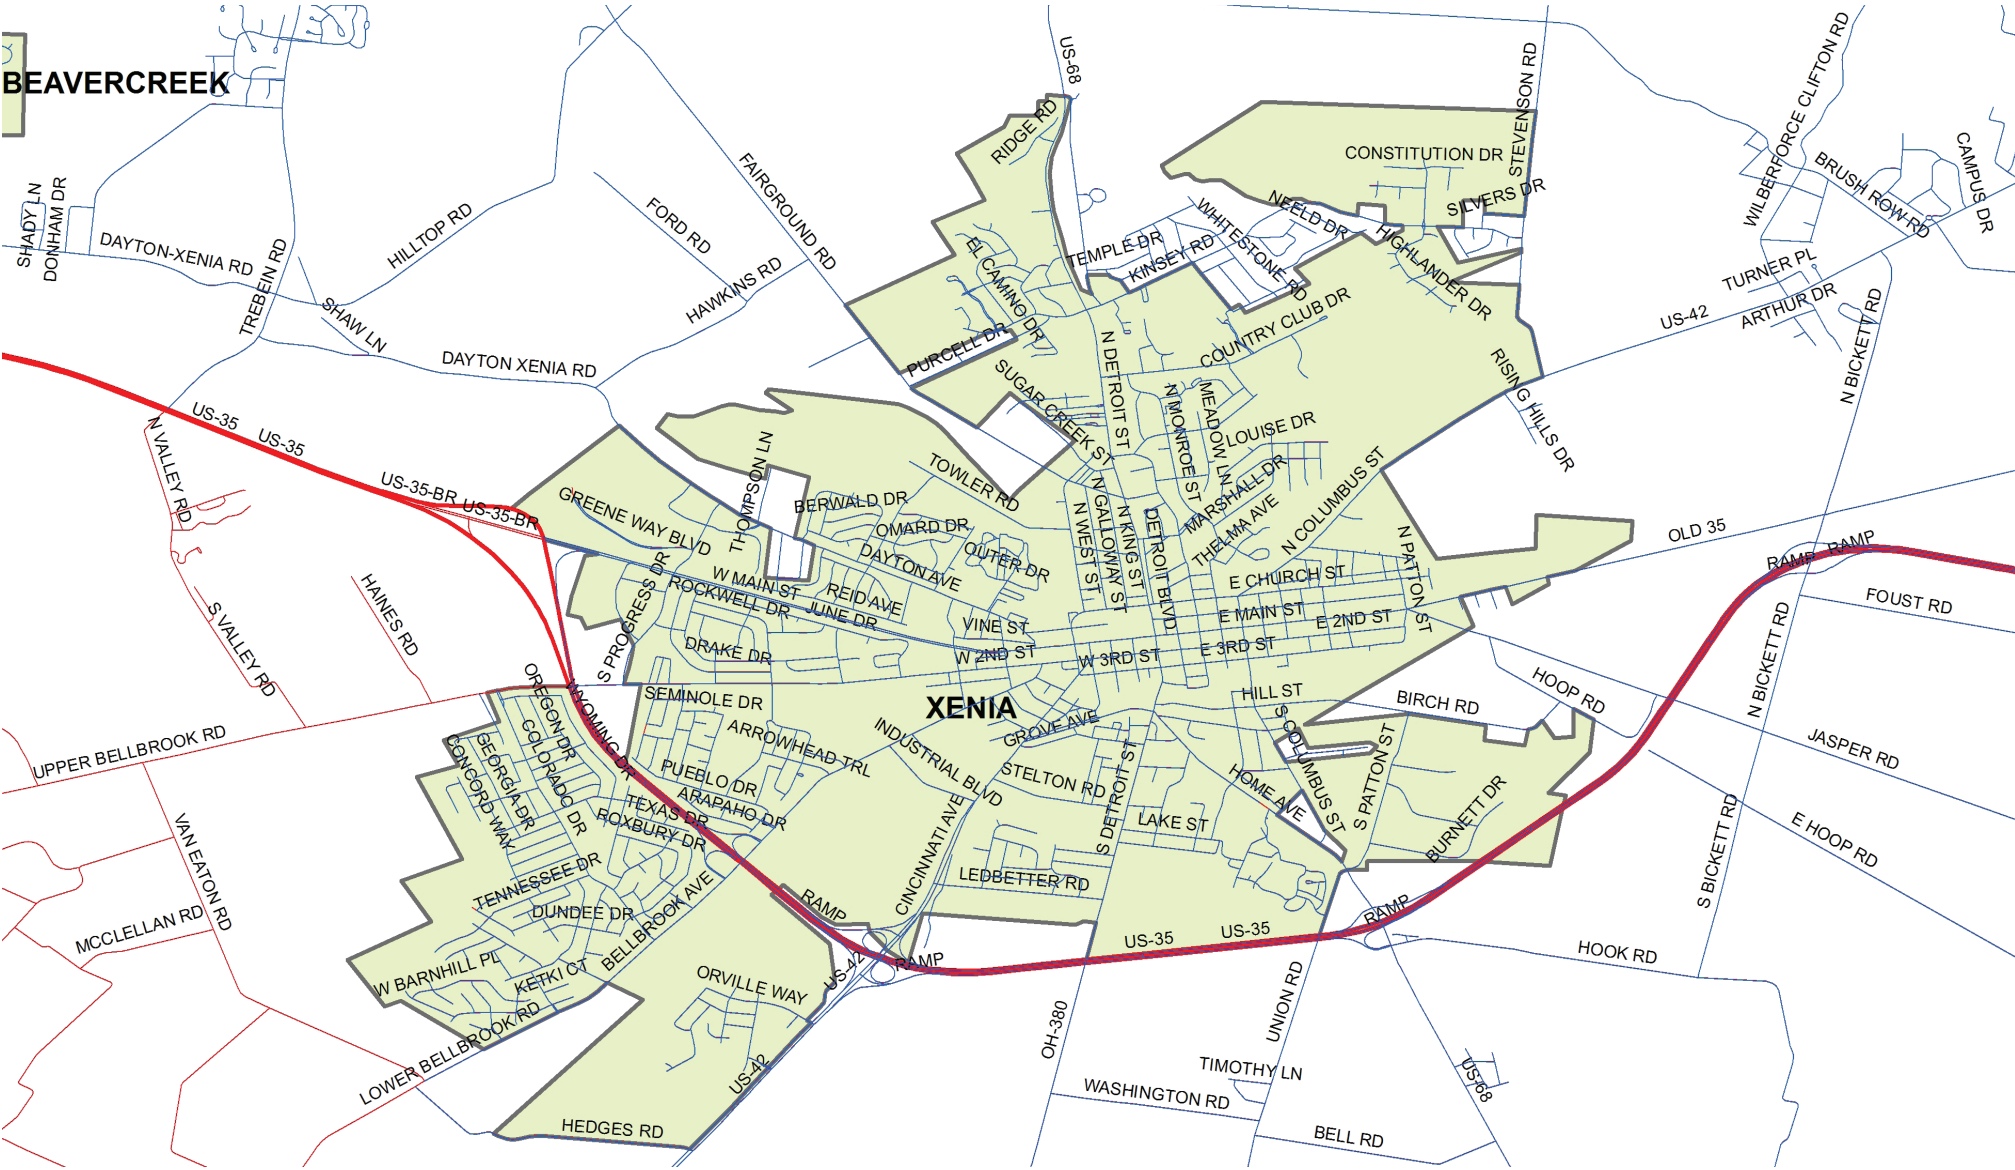 US-68
STEVENSON RD
WILBERFORCE CLIFTON RD
BEAVERCREEK
RIDGE RD
CONSTITUTION DR
BRUSH ROW RD
CAMPUS DR
FAIRGROUND RD
SILVERS DR
SHADY LN
DONHAM DR
HILLTOP RD
FORD RD
NEELD DR
WHITESTONE RD
DAYTON-XENIA RD
TREBEIN RD
EL CAMINO DR
TEMPLE DR
KINSEY RD
HIGHLANDER DR
TURNER PL
ARTHUR DR
HAWKINS RD
SHAW LN
COUNTRY CLUB DR
US-42
N BICKETT RD
PURCELL DR
N DETROIT ST
DAYTON XENIA RD
SUGAR CREEK ST
N MONROE ST
MEADOW LN
RISING HILLS DR
US-35
US-35
N VALLEY RD
LOUISE DR
THOMPSON LN
TOWLER RD
MARSHALL DR
N COLUMBUS ST
US-35-BR
US-35-BR
GREENE WAY BLVD
BERWALD DR
OMARD DR
N GALLOWAY ST
N KING ST
N WEST ST
DETROIT BLVD
THELMA AVE
OLD 35
RAMP
RAMP
DAYTON AVE
OUTER DR
N PATTON ST
HAINES RD
S PROGRESS DR
W MAIN ST
ROCKWELL DR
REID AVE
JUNE DR
E CHURCH ST
FOUST RD
S VALLEY RD
VINE ST
E MAIN ST
E 2ND ST
DRAKE DR
W 2ND ST
W 3RD ST
E 3RD ST
N BICKETT RD
OREGON DR
WYOMING DR
SEMINOLE DR
XENIA
HILL ST
BIRCH RD
HOOP RD
UPPER BELLBROOK RD
CONCORD WAY
GEORGIA DR
COLORADO DR
ARROWHEAD TRL
INDUSTRIAL BLVD
GROVE AVE
S COLUMBUS ST
S PATTON ST
JASPER RD
PUEBLO DR
ARAPAHO DR
STELTON RD
S DETROIT ST
HOME AVE
TEXAS DR
ROXBURY DR
LAKE ST
BURNETT DR
E HOOP RD
VAN EATON RD
TENNESSEE DR
CINCINNATI AVE
LEDBETTER RD
S BICKETT RD
MCCLELLAN RD
DUNDEE DR
BELLBROOK AVE
RAMP
RAMP
US-35
US-35
HOOK RD
W BARNHILL PL
KETKI CT
ORVILLE WAY
US-42
RAMP
LOWER BELLBROOK RD
UNION RD
OH-380
US-42
TIMOTHY LN
US-68
WASHINGTON RD
HEDGES RD
BELL RD